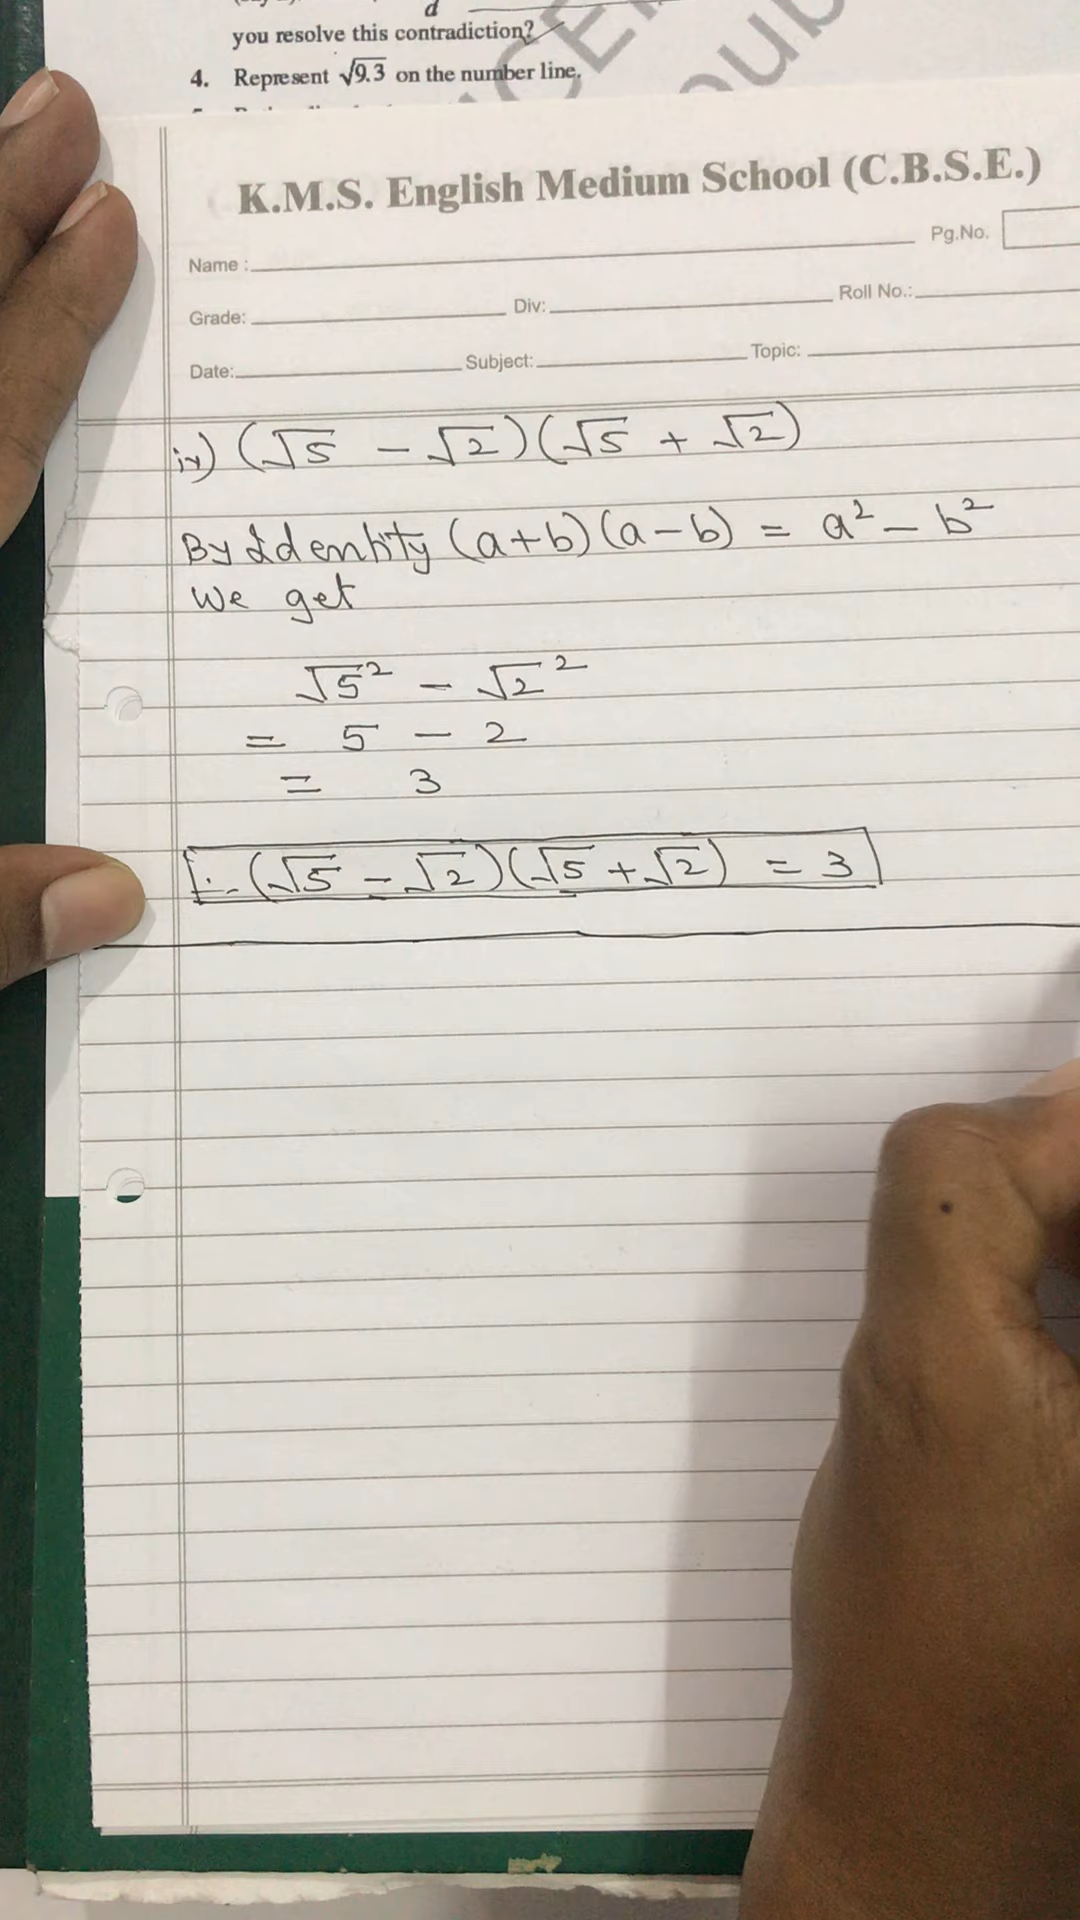 d
you resolve this contradiction?
4. Represent √9.3 on the number line.
K.M.S. English Medium School (C.B.S.E.)
Name : Pg.No.
Grade: Div: Roll No.:
Date: Subject: Topic:
iv) (√5 - √2)(√5 + √2)
By Identity (a+b)(a-b) = a² - b²
We get
√5² - √2²
= 5 - 2
= 3
∴ (√5 - √2)(√5 + √2) = 3